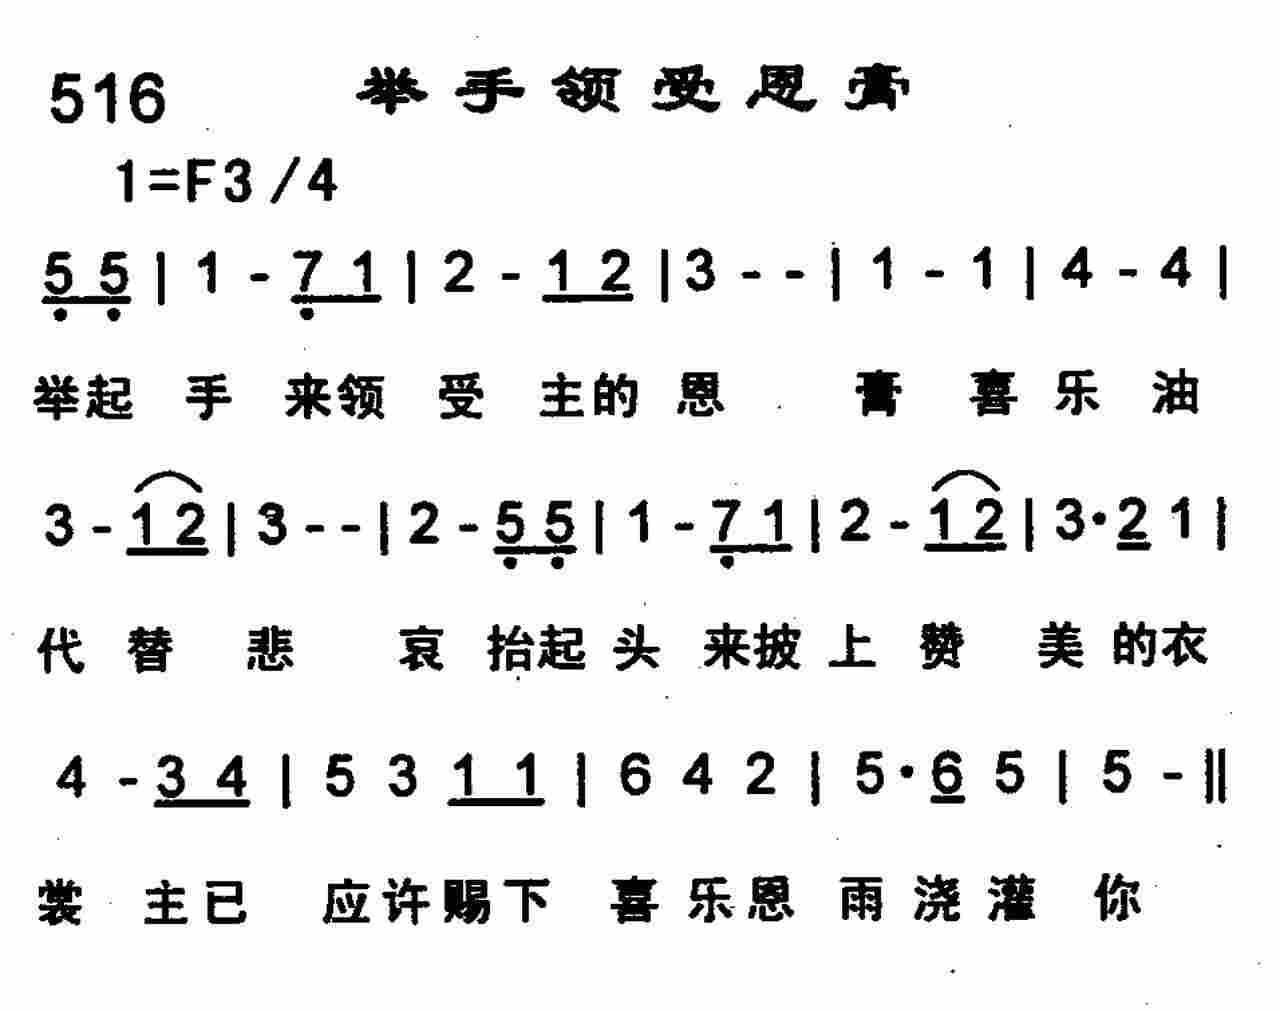 516 举手领受恩膏
1=F3/4
5̣ 5̣ | 1 - 7̣ 1 | 2 - 1 2 | 3 - - | 1 - 1 | 4 - 4 |
举起 手 来领 受 主的 恩 膏 喜 乐 油
3 - 1 2 | 3 - - | 2 - 5̣ 5̣ | 1 - 7̣ 1 | 2 - 1 2 | 3· 2 1 |
代 替 悲 哀 抬起 头 来披 上 赞 美 的衣
4 - 3 4 | 5 3 1 1 | 6 4 2 | 5· 6 5 | 5 - ‖
裳 主已 应许赐下 喜乐恩 雨浇灌 你